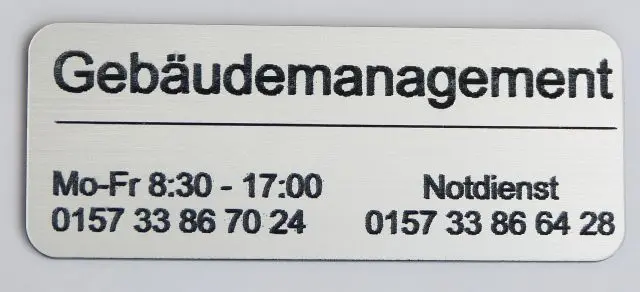 Gebäudemanagement
Mo-Fr 8:30 - 17:00
0157 33 86 70 24
Notdienst
0157 33 86 64 28